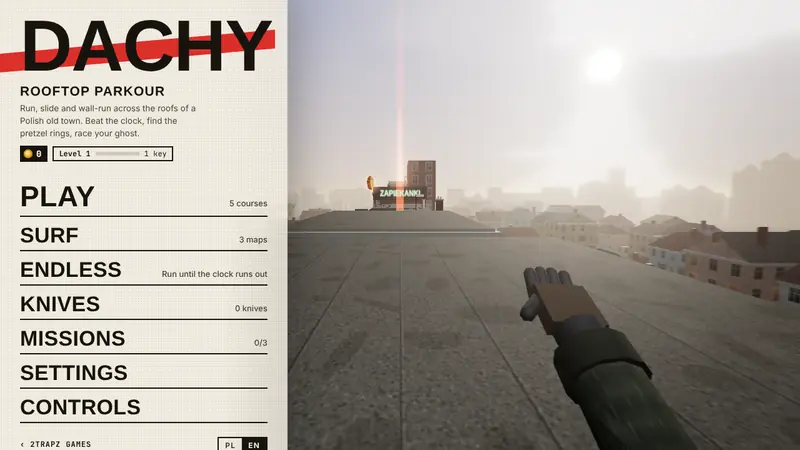 DACHY
ROOFTOP PARKOUR
Run, slide and wall-run across the roofs of a
Polish old town. Beat the clock, find the
pretzel rings, race your ghost.
0
Level 1 1 key
PLAY 5 courses
SURF 3 maps
ENDLESS Run until the clock runs out
KNIVES 0 knives
MISSIONS 0/3
SETTINGS
CONTROLS
‹ 2TRAPZ GAMES PL EN
ZAPIEKANKI